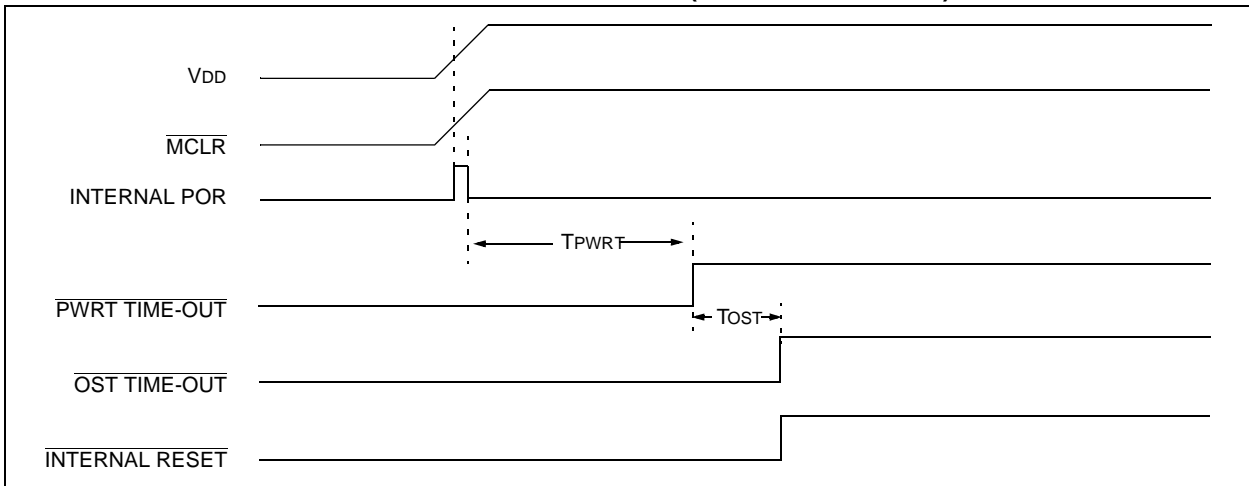 VDD
MCLR
INTERNAL POR
TPWRT
PWRT TIME-OUT
TOST
OST TIME-OUT
INTERNAL RESET